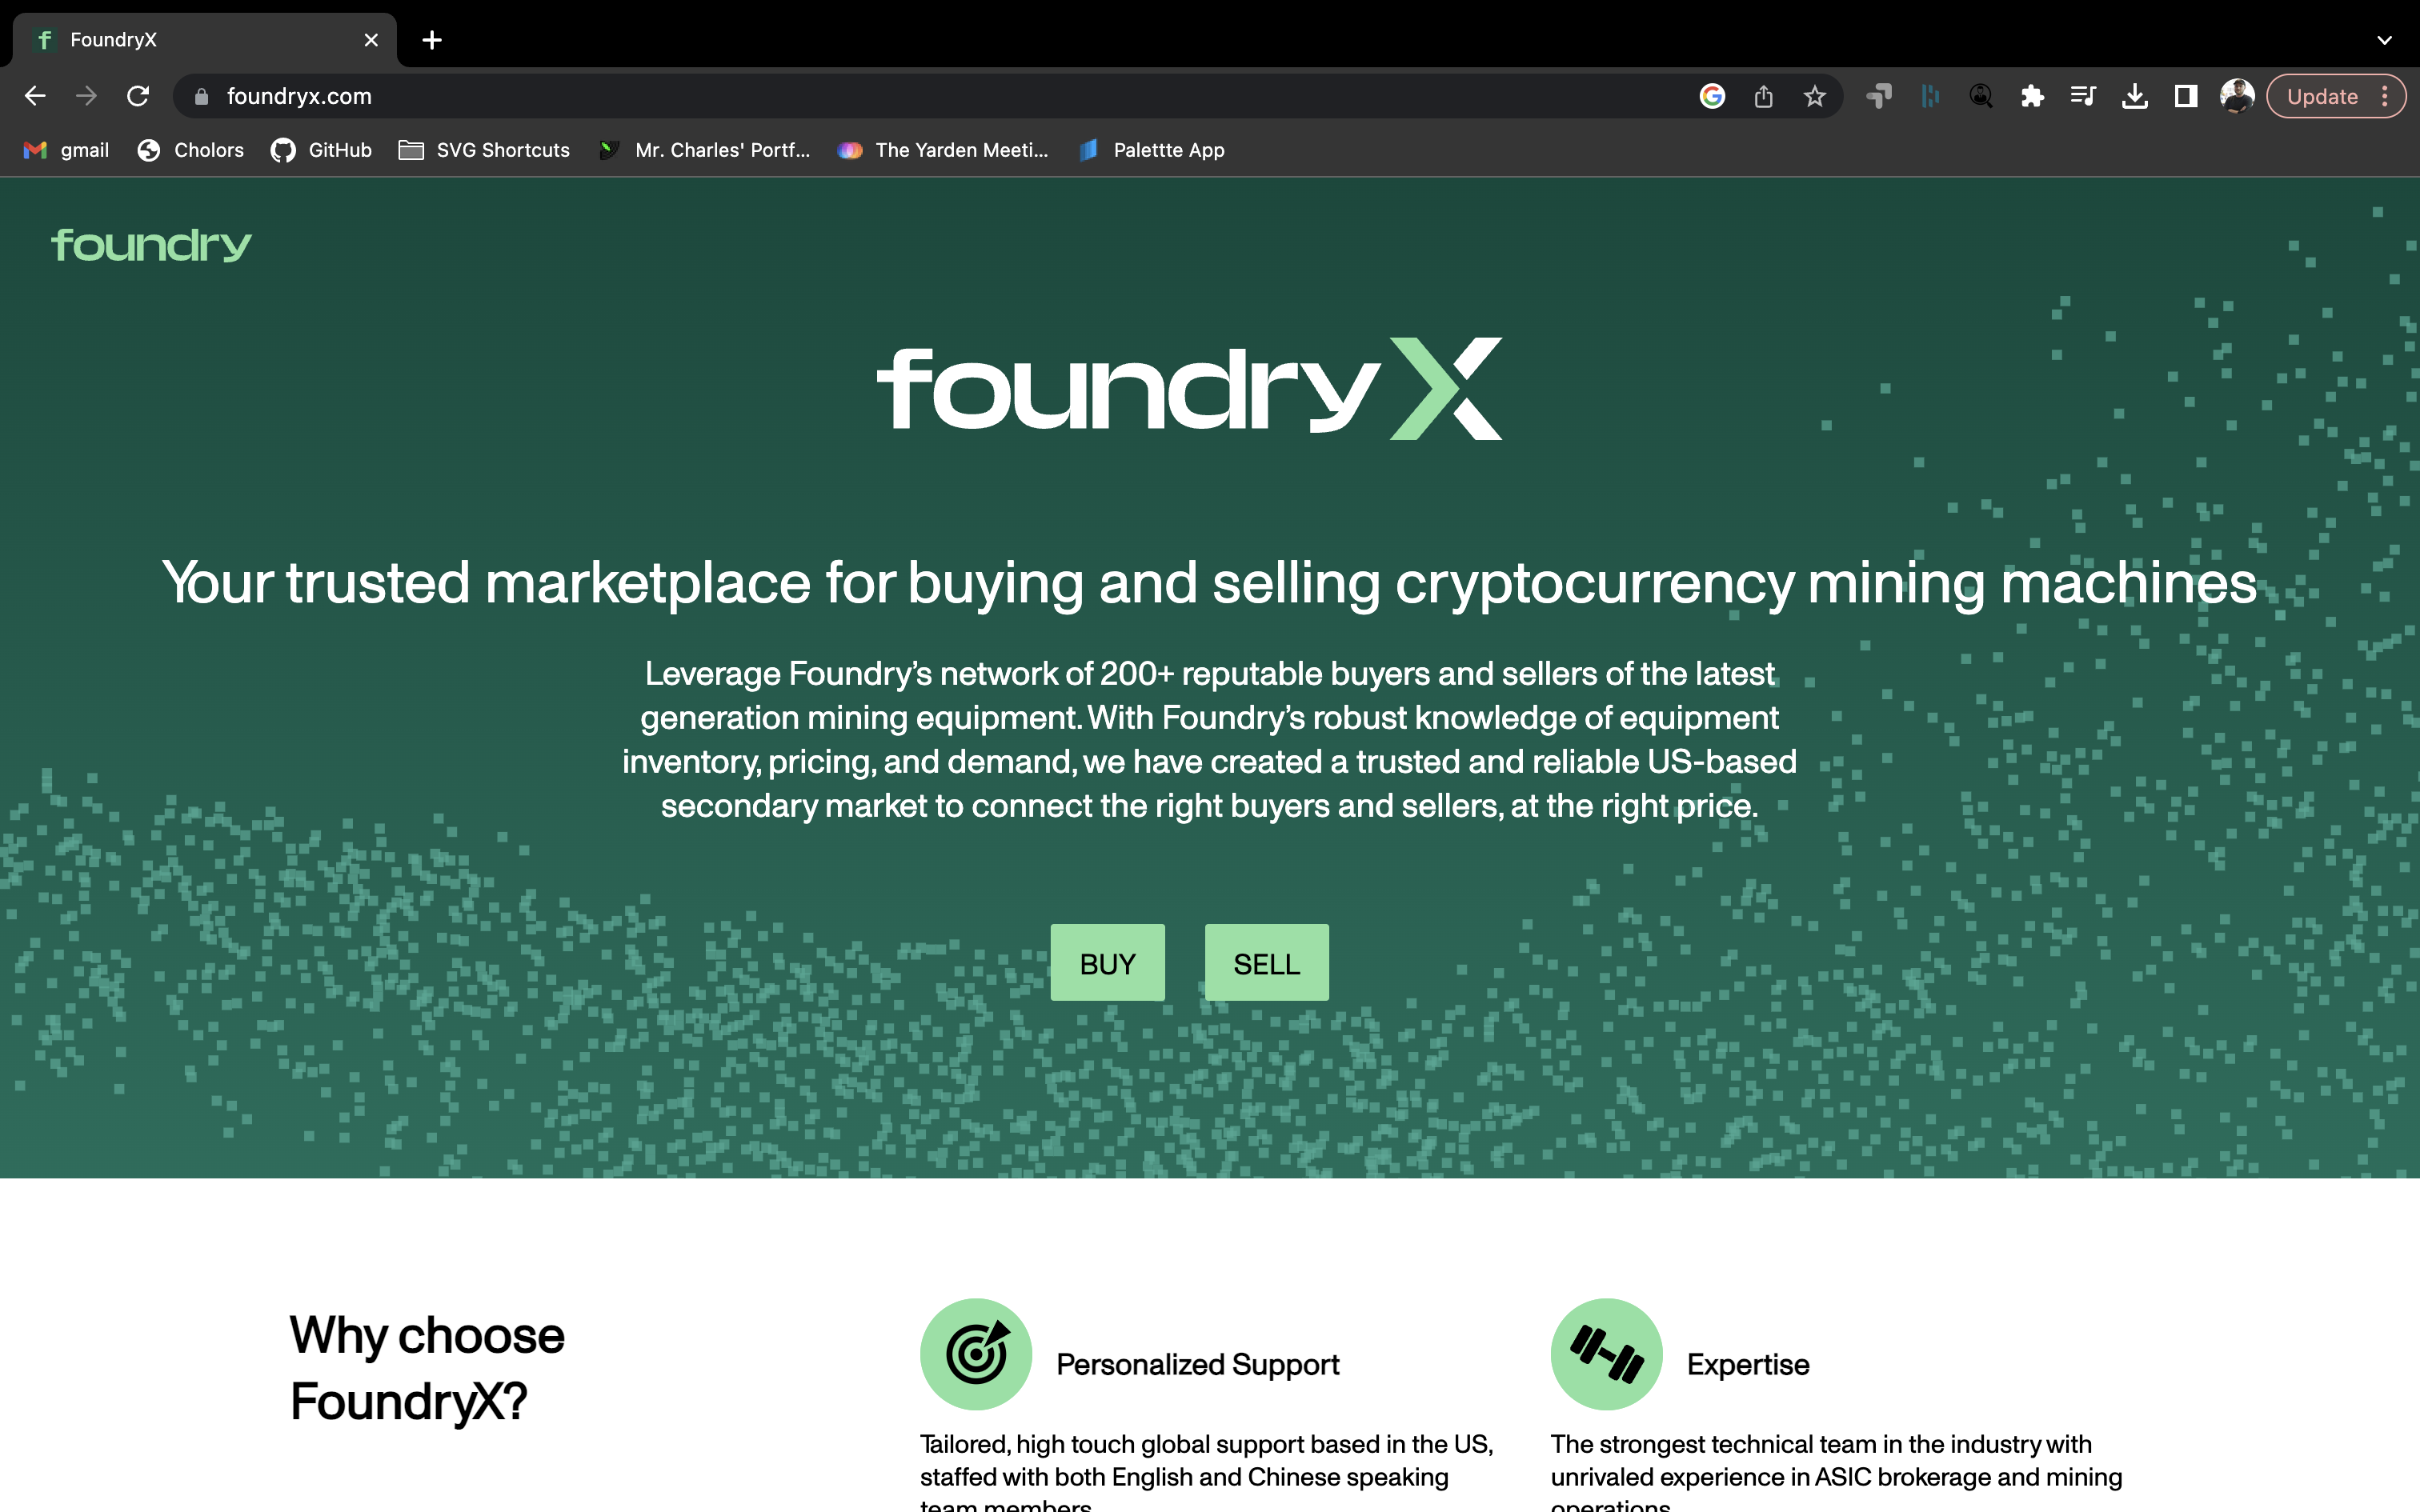 FoundryX
foundryx.com
Update
gmail
Cholors
GitHub
SVG Shortcuts
Mr. Charles' Portf...
The Yarden Meeti...
Palettte App
foundry
foundryX
Your trusted marketplace for buying and selling cryptocurrency mining machines
Leverage Foundry’s network of 200+ reputable buyers and sellers of the latest
generation mining equipment. With Foundry’s robust knowledge of equipment
inventory, pricing, and demand, we have created a trusted and reliable US-based
secondary market to connect the right buyers and sellers, at the right price.
BUY
SELL
Why choose
FoundryX?
Personalized Support
Tailored, high touch global support based in the US,
staffed with both English and Chinese speaking
team members
Expertise
The strongest technical team in the industry with
unrivaled experience in ASIC brokerage and mining
operations